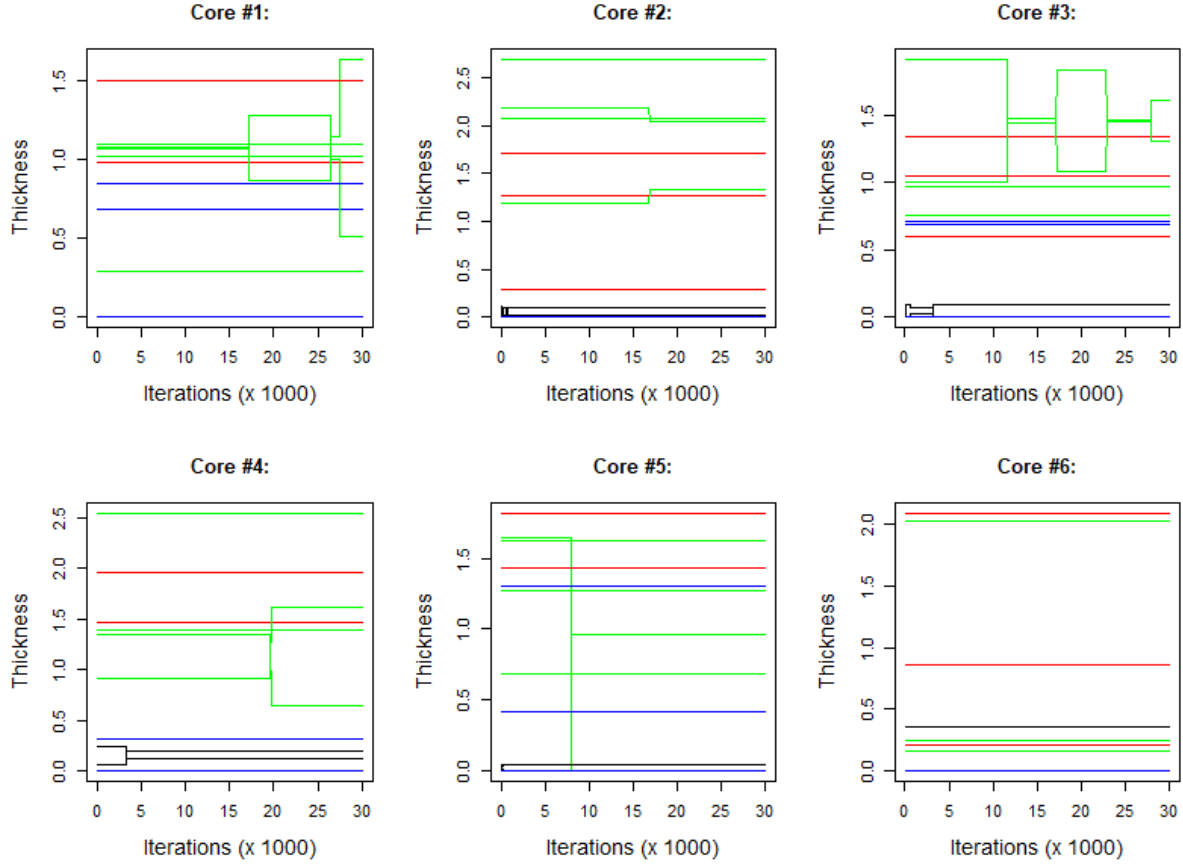 Core #1:
Thickness
0.0 0.5 1.0 1.5
0 5 10 15 20 25 30
Iterations (x 1000)
Core #2:
Thickness
0.0 0.5 1.0 1.5 2.0 2.5
0 5 10 15 20 25 30
Iterations (x 1000)
Core #3:
Thickness
0.0 0.5 1.0 1.5
0 5 10 15 20 25 30
Iterations (x 1000)
Core #4:
Thickness
0.0 0.5 1.0 1.5 2.0 2.5
0 5 10 15 20 25 30
Iterations (x 1000)
Core #5:
Thickness
0.0 0.5 1.0 1.5
0 5 10 15 20 25 30
Iterations (x 1000)
Core #6:
Thickness
0.0 0.5 1.0 1.5 2.0
0 5 10 15 20 25 30
Iterations (x 1000)